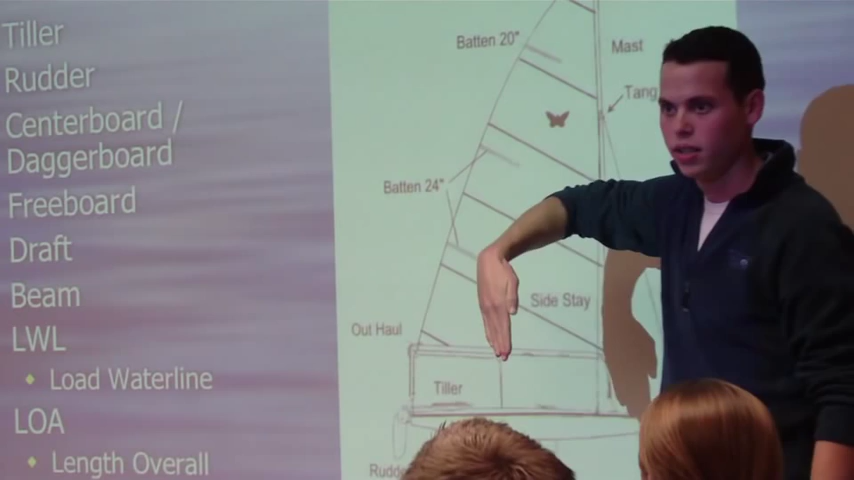 Tiller
Rudder
Centerboard /
Daggerboard
Freeboard
Draft
Beam
LWL
Load Waterline
LOA
Length Overall
Batten 20"
Mast
Tang
Batten 24"
Side Stay
Out Haul
Tiller